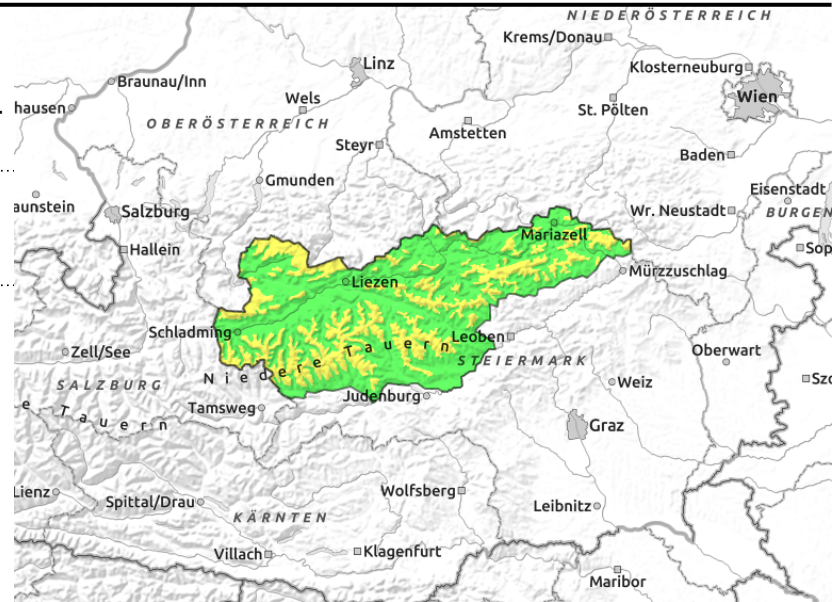 NIEDERÖSTERREICH
Krems/Donau
Linz
Klosterneuburg
Braunau/Inn
Wien
hausen
Wels
St. Pölten
OBERÖSTERREICH
Amstetten
Steyr
Baden
Gmunden
Eisenstadt
aunstein
Salzburg
Wr. Neustadt
BURGEN
Mariazell
Hallein
Sop
Mürzzuschlag
Liezen
Schladming
Leoben
Zell/See
Oberwart
STEIERMARK
Niedere Tauern
SALZBURG
Weiz
Szo
Judenburg
Tamsweg
e Tauern
Graz
Lienz
Wolfsberg
Spittal/Drau
Leibnitz
KÄRNTEN
Villach
Klagenfurt
Maribor